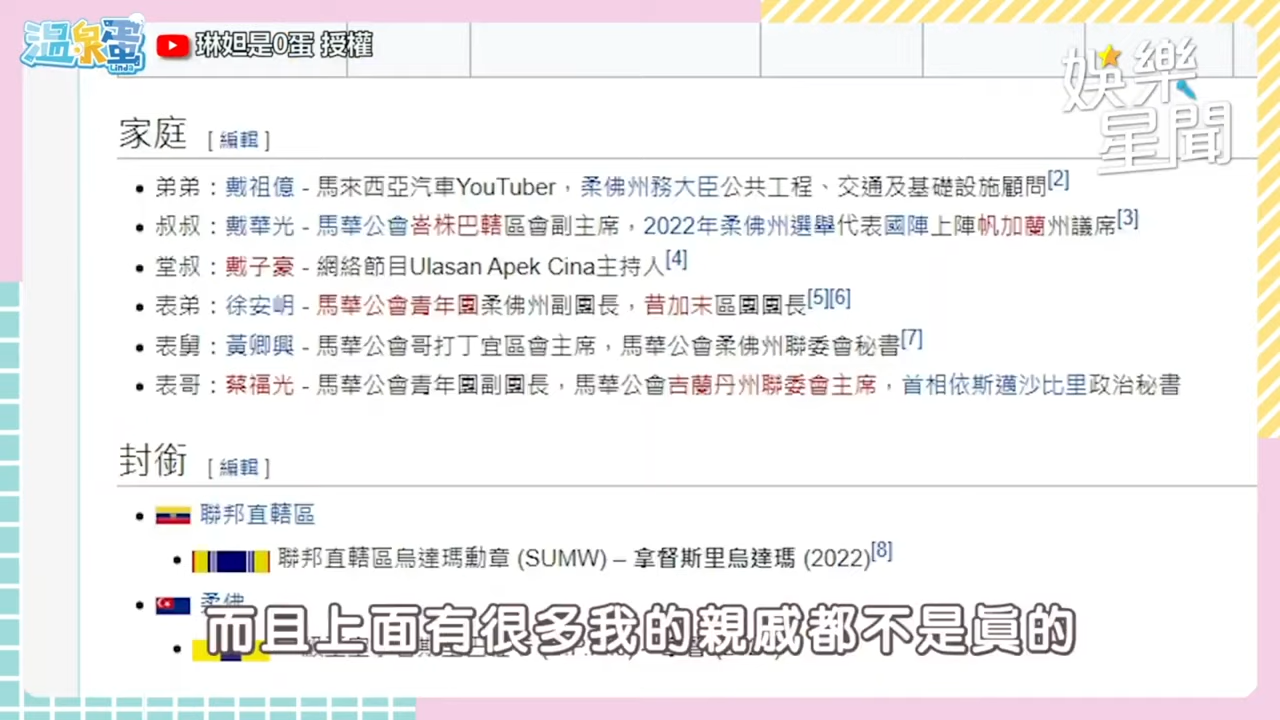 溫泉蛋
Linda
琳妲是0蛋 授權
娛樂
星聞
家庭 [ 編輯 ]
弟弟：戴祖億 - 馬來西亞汽車YouTuber，柔佛州務大臣公共工程、交通及基礎設施顧問[2]
叔叔：戴華光 - 馬華公會峇株巴轄區會副主席，2022年柔佛州選舉代表國陣上陣帆加蘭州議席[3]
堂叔：戴子豪 - 網絡節目Ulasan Apek Cina主持人[4]
表弟：徐安岄 - 馬華公會青年團柔佛州副團長，昔加末區團團長[5][6]
表舅：黃卿興 - 馬華公會哥打丁宜區會主席，馬華公會柔佛州聯委會秘書[7]
表哥：蔡福光 - 馬華公會青年團副團長，馬華公會吉蘭丹州聯委會主席，首相依斯邁沙比里政治秘書
封銜 [ 編輯 ]
聯邦直轄區
聯邦直轄區烏達瑪勳章 (SUMW) – 拿督斯里烏達瑪 (2022)[8]
柔佛
而且上面有很多我的親戚都不是真的